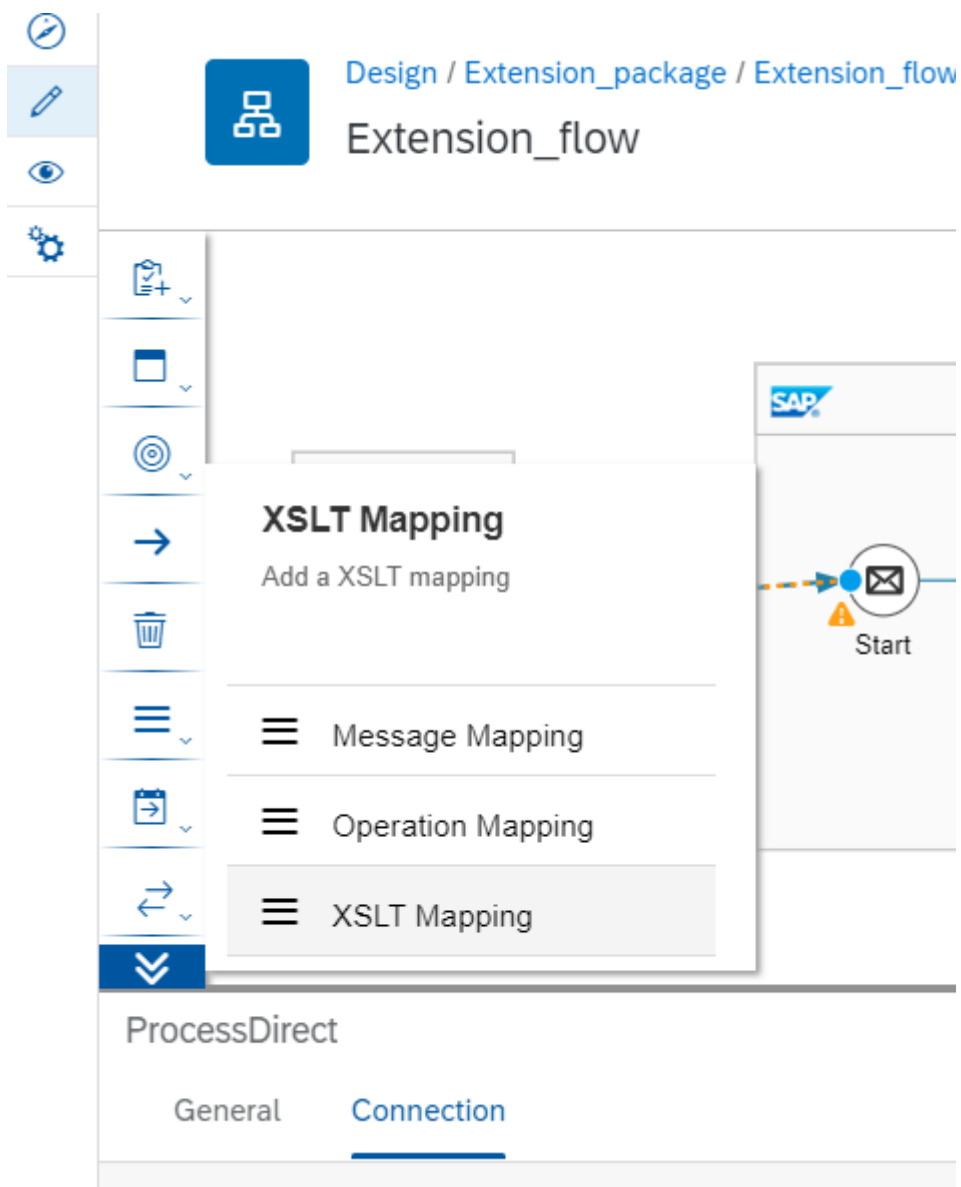 Design / Extension_package / Extension_flow
Extension_flow
SAP
XSLT Mapping
Add a XSLT mapping
Start
Message Mapping
Operation Mapping
XSLT Mapping
ProcessDirect
General Connection